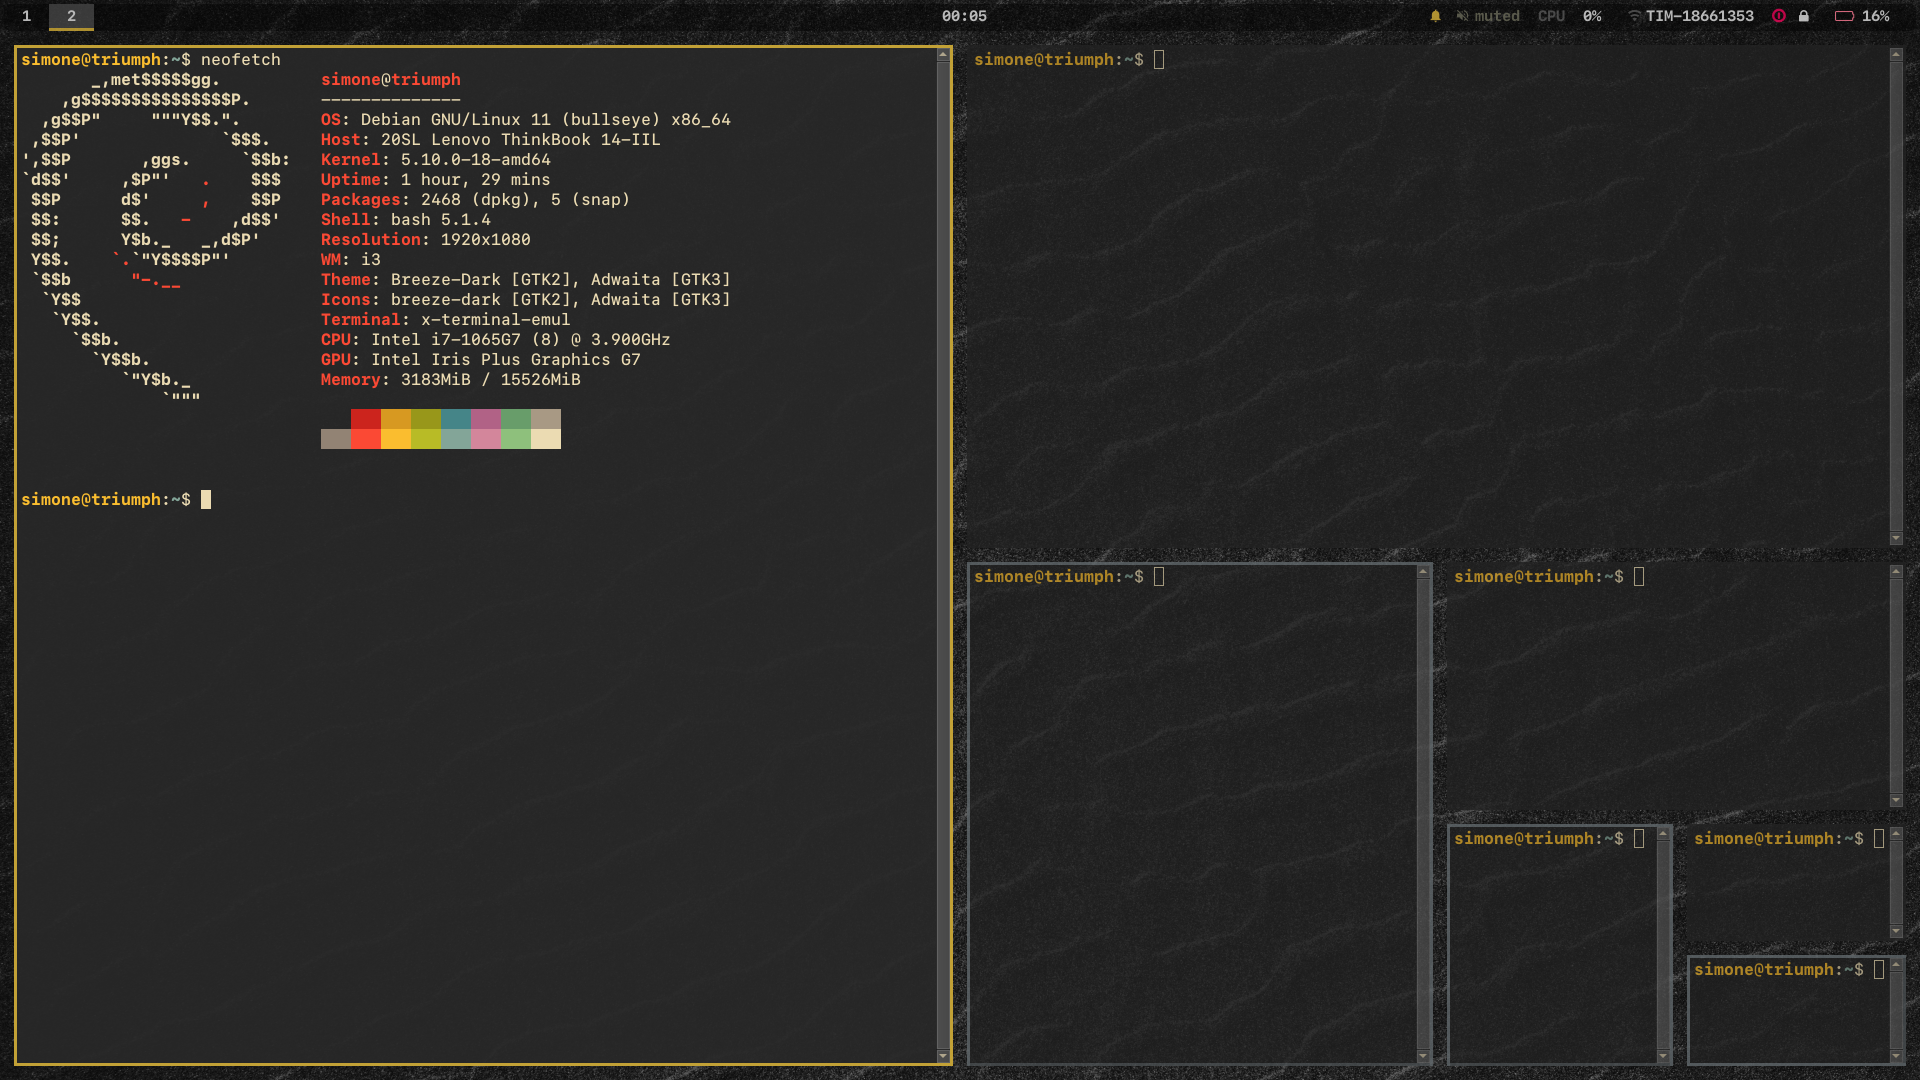 1 2 00:05 muted CPU 0% TIM-18661353 16%
simone@triumph:~$ neofetch
_,met$$$$$gg. simone@triumph
,g$$$$$$$$$$$$$$$P. --------------
,g$$P" """Y$$.". OS: Debian GNU/Linux 11 (bullseye) x86_64
,$$P' `$$$. Host: 20SL Lenovo ThinkBook 14-IIL
',$$P ,ggs. `$$b: Kernel: 5.10.0-18-amd64
`d$$' ,$P"' . $$$ Uptime: 1 hour, 29 mins
$$P d$' , $$P Packages: 2468 (dpkg), 5 (snap)
$$: $$. - ,d$$' Shell: bash 5.1.4
$$; Y$b._ _,d$P' Resolution: 1920x1080
Y$$. `.`"Y$$$$P"' WM: i3
`$$b "-.__ Theme: Breeze-Dark [GTK2], Adwaita [GTK3]
`Y$$ Icons: breeze-dark [GTK2], Adwaita [GTK3]
`Y$$. Terminal: x-terminal-emul
`$$b. CPU: Intel i7-1065G7 (8) @ 3.900GHz
`Y$$b. GPU: Intel Iris Plus Graphics G7
`"Y$b._ Memory: 3183MiB / 15526MiB
`"""
simone@triumph:~$
simone@triumph:~$
simone@triumph:~$
simone@triumph:~$
simone@triumph:~$
simone@triumph:~$
simone@triumph:~$